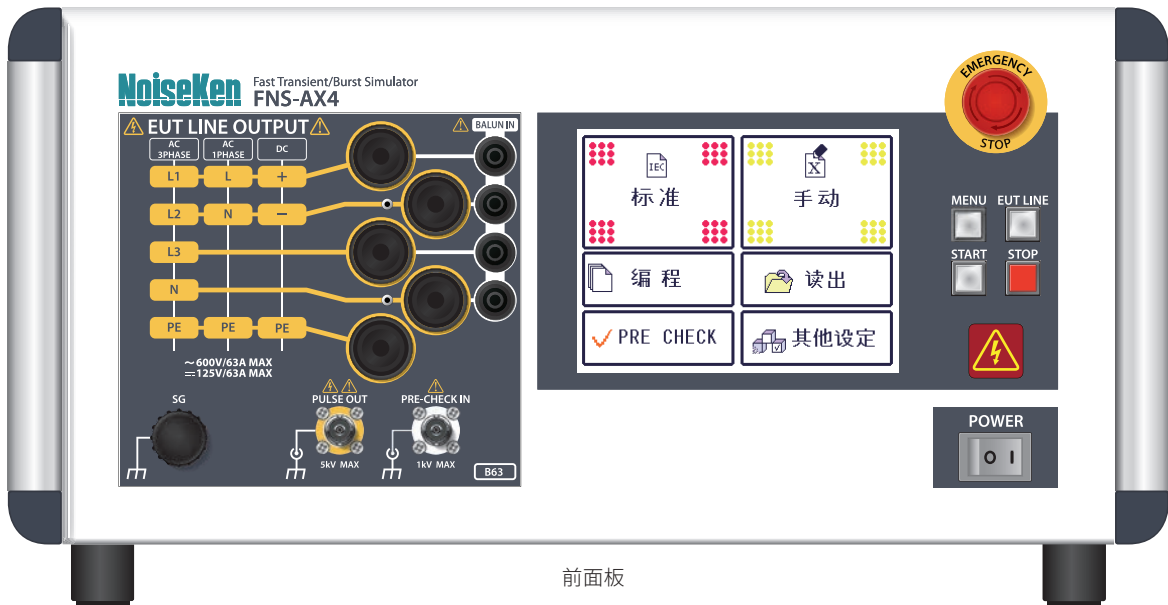 NoiseKen
Fast Transient/Burst Simulator
FNS-AX4
EUT LINE OUTPUT
BALUN IN
AC 3PHASE
AC 1PHASE
DC
L1 L +
L2 N −
L3
N
PE PE PE
～600V/63A MAX
⎓125V/63A MAX
SG
PULSE OUT
5kV MAX
PRE-CHECK IN
1kV MAX
B63
IEC
标准
X
手动
编程
读出
PRE CHECK
其他设定
EMERGENCY
STOP
MENU EUT LINE
START STOP
POWER
O I
前面板